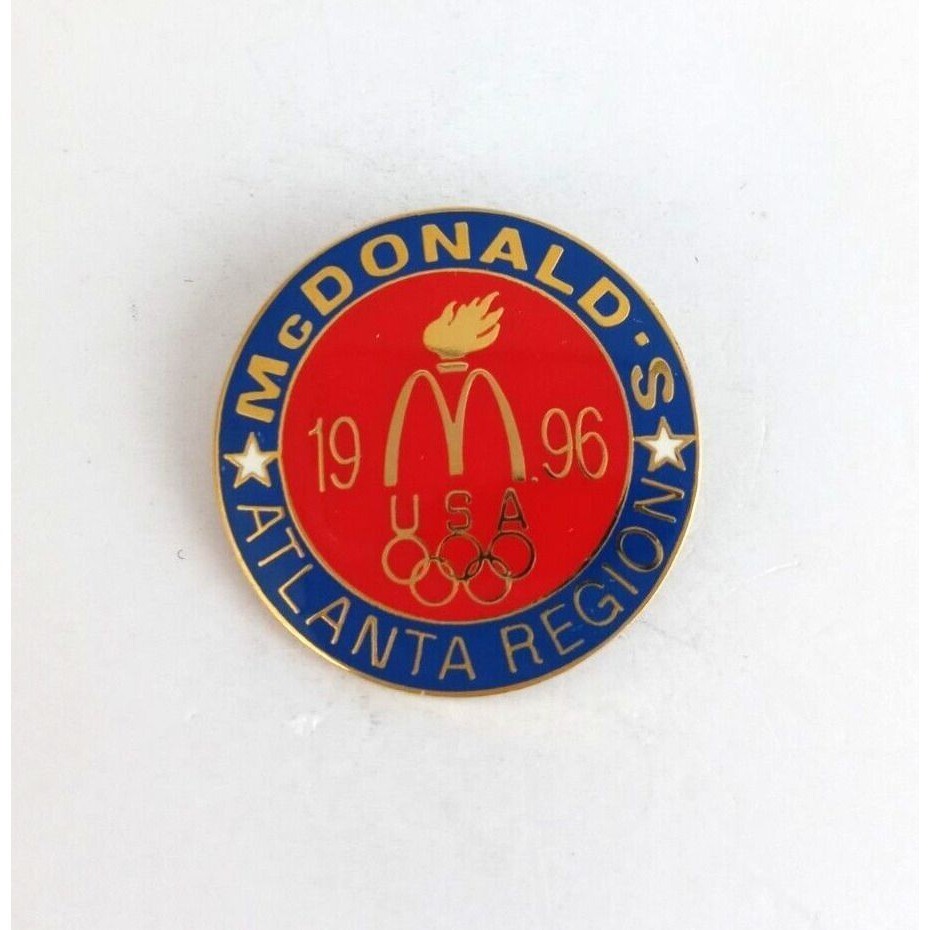 McDONALD'S
19 M 96
USA
ATLANTA REGION